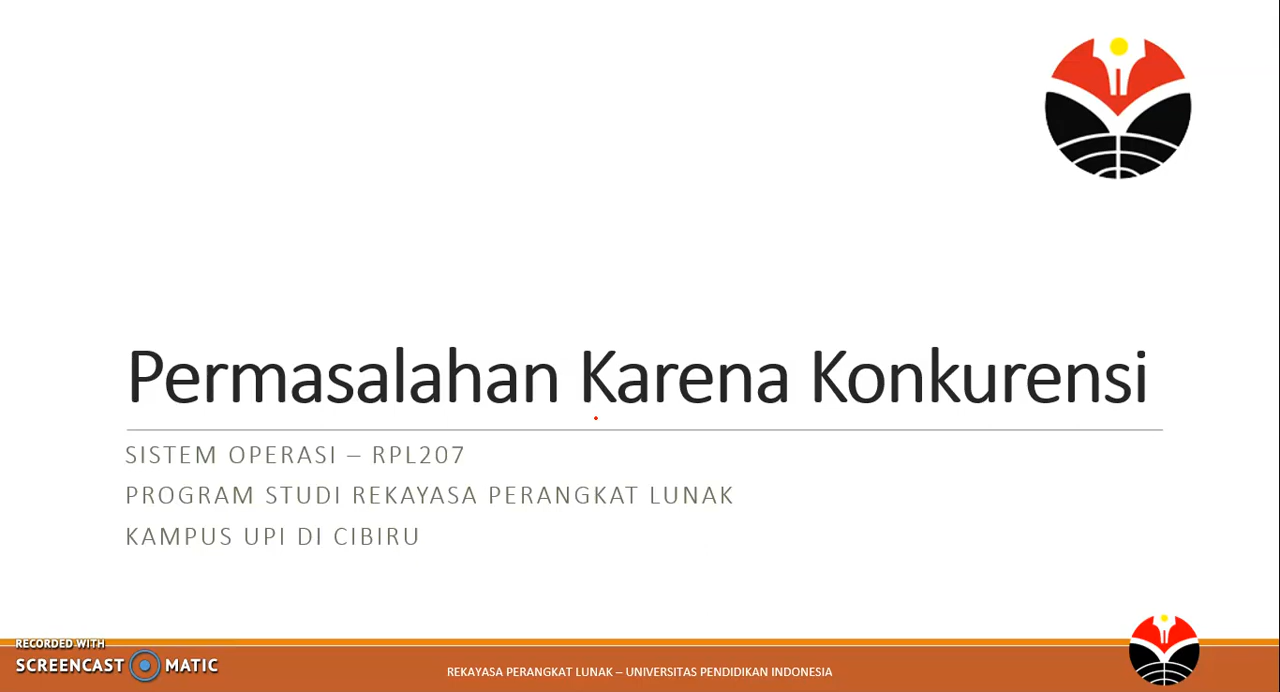 Permasalahan Karena Konkurensi
SISTEM OPERASI – RPL207
PROGRAM STUDI REKAYASA PERANGKAT LUNAK
KAMPUS UPI DI CIBIRU
RECORDED WITH
SCREENCAST MATIC
REKAYASA PERANGKAT LUNAK – UNIVERSITAS PENDIDIKAN INDONESIA